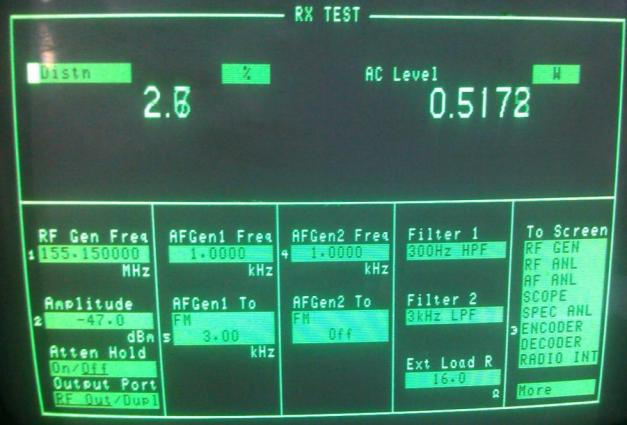 RX TEST
Distn % AC Level W
0.517
RF Gen Freq AFGen1 Freq AFGen2 Freq Filter 1 To Screen
1 155.150000 1.0000 4 1.0000 300Hz HPF RF GEN
MHz kHz kHz RF ANL
AF ANL
Amplitude AFGen1 To AFGen2 To Filter 2 SCOPE
2 -47.0 FM FM 3kHz LPF SPEC ANL
dBm 5 3.00 Off 3 ENCODER
Atten Hold kHz DECODER
On/Off Ext Load R RADIO INT
Output Port 16.0
RF Out/Dupl Ω More